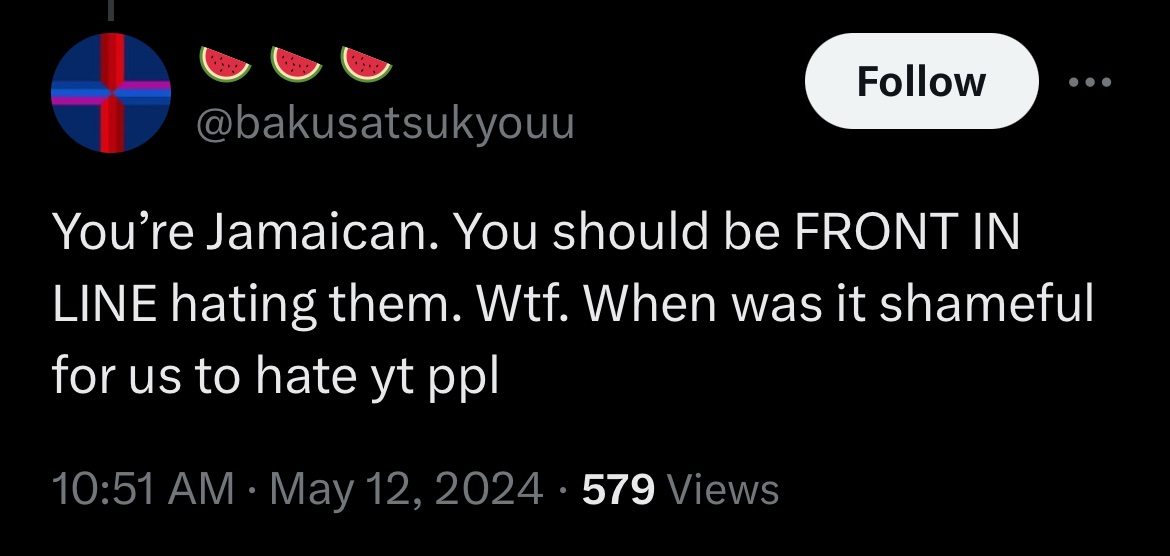 🍉 🍉 🍉
Follow
@bakusatsukyouu
You’re Jamaican. You should be FRONT IN
LINE hating them. Wtf. When was it shameful
for us to hate yt ppl
10:51 AM · May 12, 2024 · 579 Views